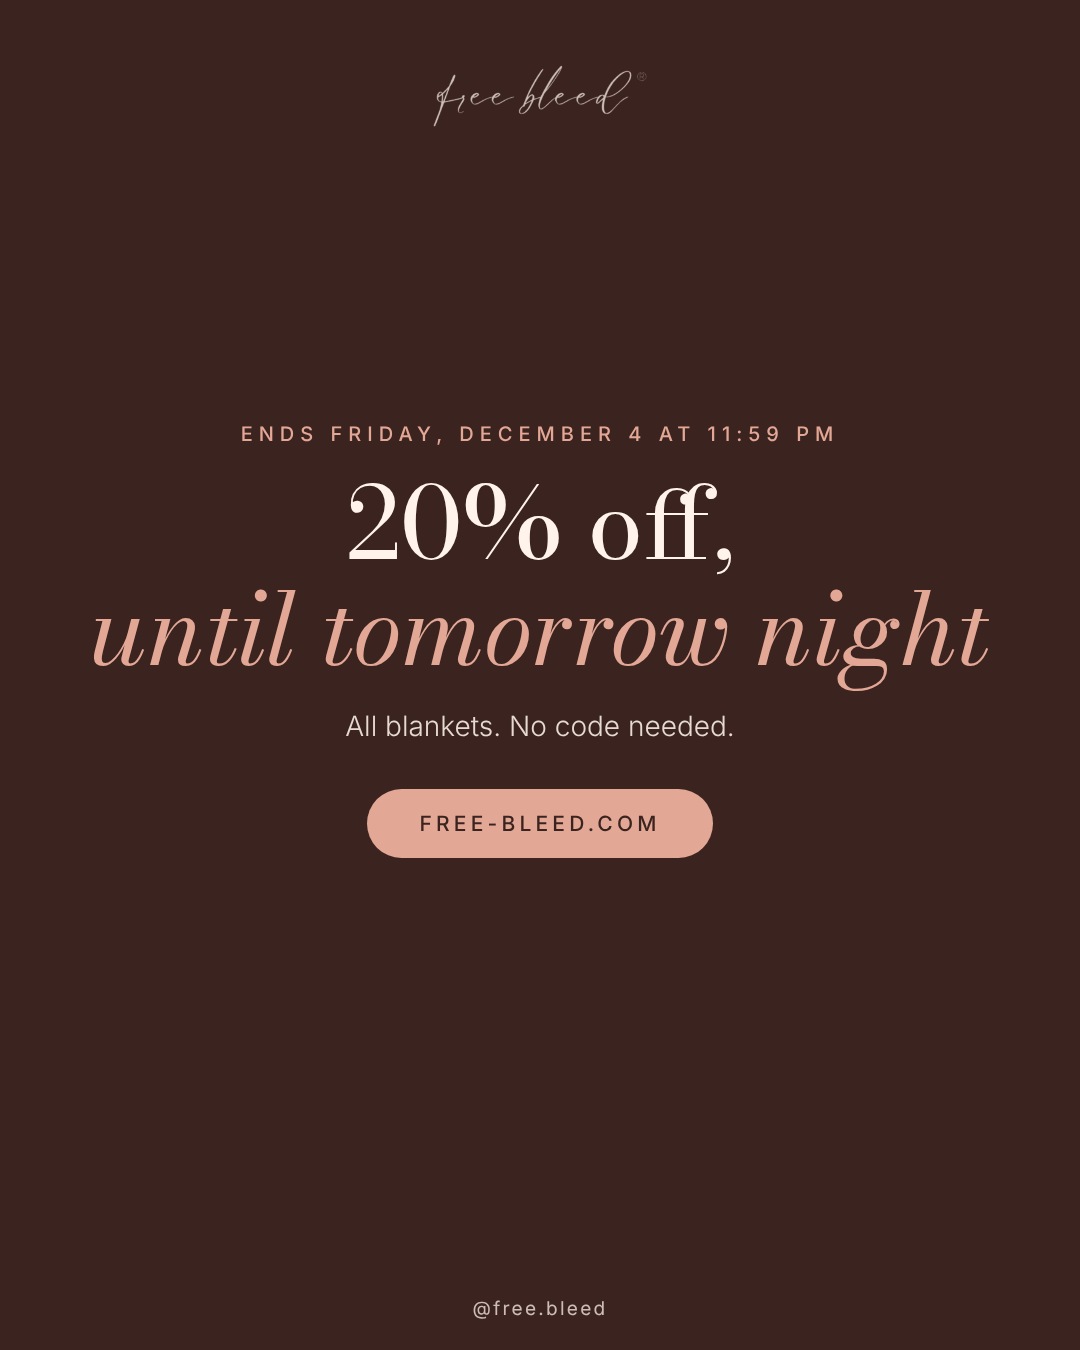 free bleed®
ENDS FRIDAY, DECEMBER 4 AT 11:59 PM
20% off,
until tomorrow night
All blankets. No code needed.
FREE-BLEED.COM
@free.bleed